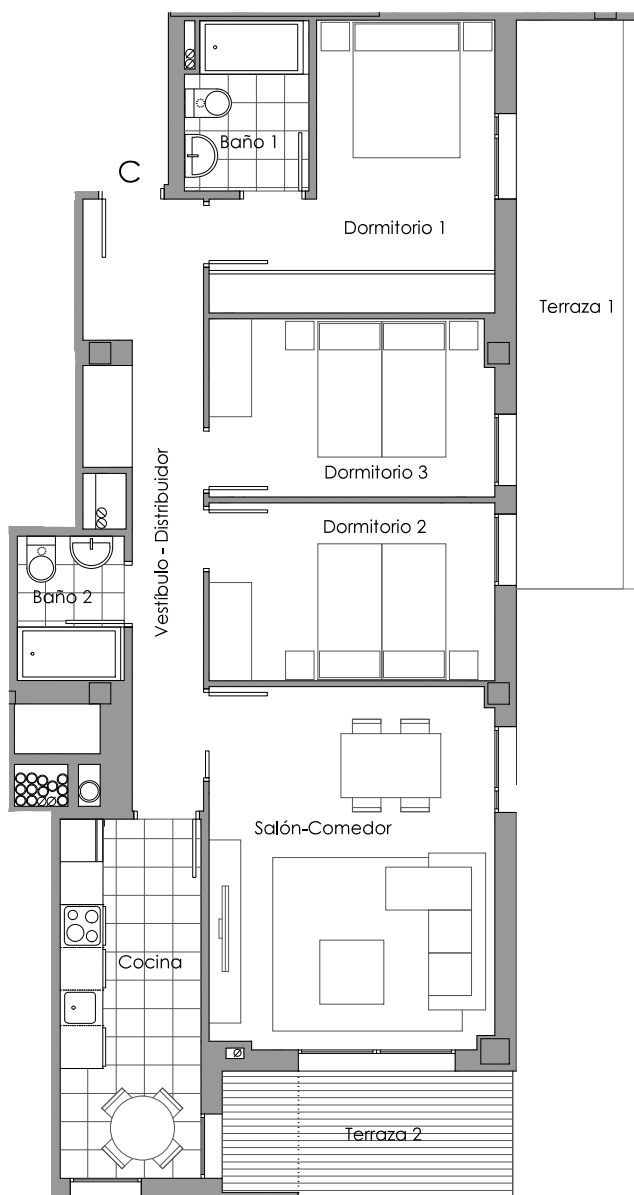 Baño 1
C
Dormitorio 1
Terraza 1
Dormitorio 3
Vestíbulo - Distribuidor
Dormitorio 2
Baño 2
Salón-Comedor
Cocina
Terraza 2